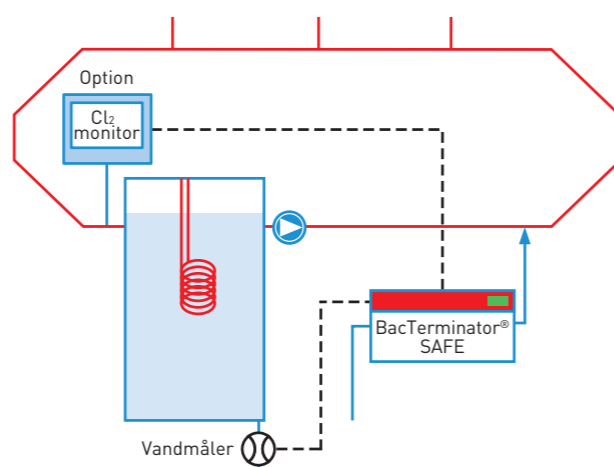 Option
Cl₂
monitor
BacTerminator®
SAFE
Vandmåler